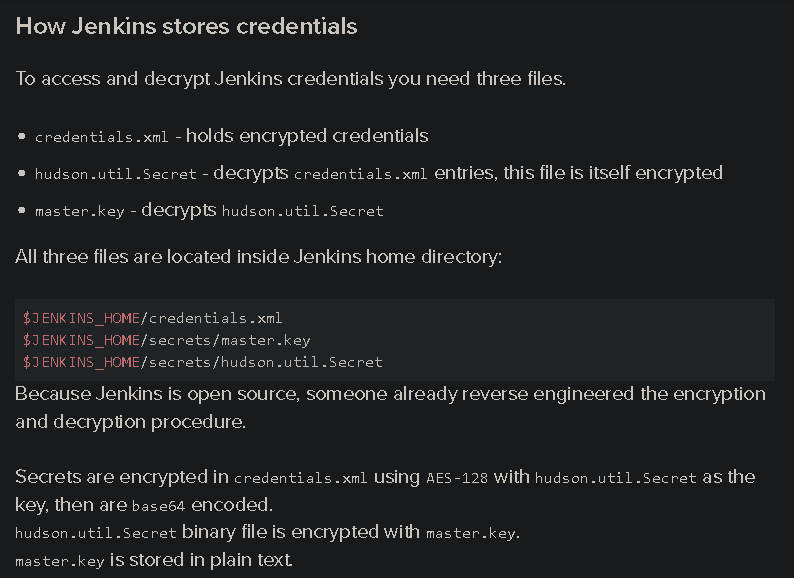 How Jenkins stores credentials
To access and decrypt Jenkins credentials you need three files.
• credentials.xml - holds encrypted credentials
• hudson.util.Secret - decrypts credentials.xml entries, this file is itself encrypted
• master.key - decrypts hudson.util.Secret
All three files are located inside Jenkins home directory:
$JENKINS_HOME/credentials.xml
$JENKINS_HOME/secrets/master.key
$JENKINS_HOME/secrets/hudson.util.Secret
Because Jenkins is open source, someone already reverse engineered the encryption
and decryption procedure.
Secrets are encrypted in credentials.xml using AES-128 with hudson.util.Secret as the
key, then are base64 encoded.
hudson.util.Secret binary file is encrypted with master.key.
master.key is stored in plain text.